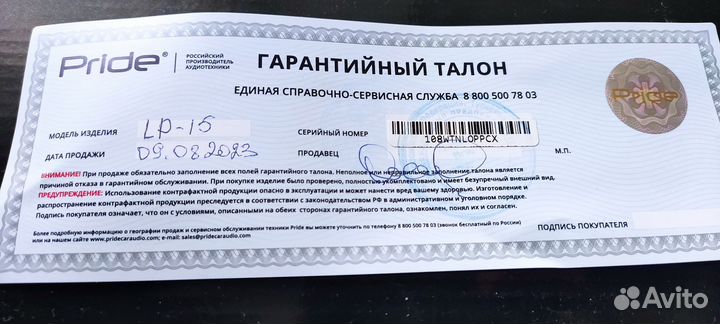 Pride®
РОССИЙСКИЙ
ПРОИЗВОДИТЕЛЬ
АУДИОТЕХНИКИ
ГАРАНТИЙНЫЙ ТАЛОН
ЕДИНАЯ СПРАВОЧНО-СЕРВИСНАЯ СЛУЖБА 8 800 500 78 03
Pride
МОДЕЛЬ ИЗДЕЛИЯ LP-15 СЕРИЙНЫЙ НОМЕР 108WTNLOPPCX
ДАТА ПРОДАЖИ 09.02.2023 ПРОДАВЕЦ М.П.
ВНИМАНИЕ! При продаже обязательно заполнение всех полей гарантийного талона. Неполное или неправильное заполнение талона является
причиной отказа в гарантийном обслуживании. При покупке изделие было проверено, полностью укомплектовано и имеет безупречный внешний вид.
ПРЕДУПРЕЖДЕНИЕ: Использование контрафактной продукции опасно в эксплуатации и может нанести вред вашему здоровью. Изготовление и
распространение контрафактной продукции преследуется в соответствии с законодательством РФ в административном и уголовном порядке.
Подпись покупателя означает, что он с условиями, описанными на обеих сторонах гарантийного талона, ознакомлен, понял их и согласен.
ПОДПИСЬ ПОКУПАТЕЛЯ
Более подробную информацию о географии продаж и сервисном обслуживании техники Pride вы можете уточнить по телефону 8 800 500 78 03 (звонок бесплатный по России)
или на нашем сайте www.pridecaraudio.com; e-mail: sales@pridecaraudio.com
Avito